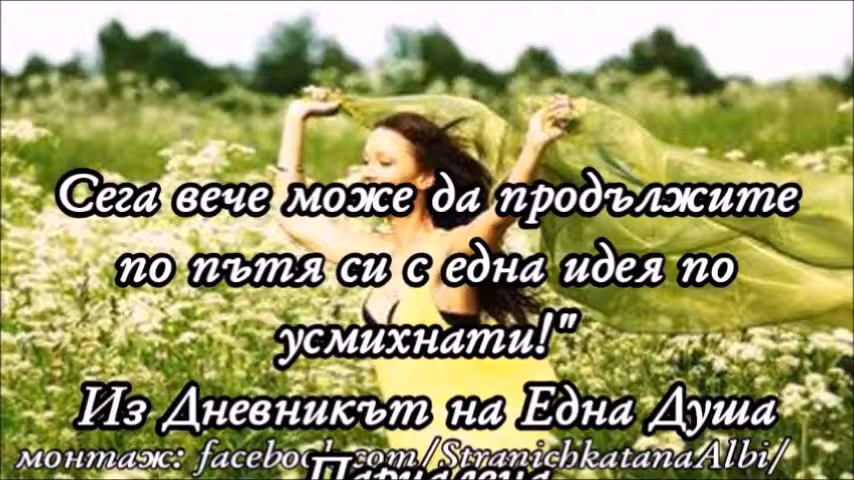 Сега вече може да продължите
по пътя си с една идея по
усмихнати!"
Из Дневникът на Една Душа
монтаж: facebook.com/StranichkatanaAlbi/